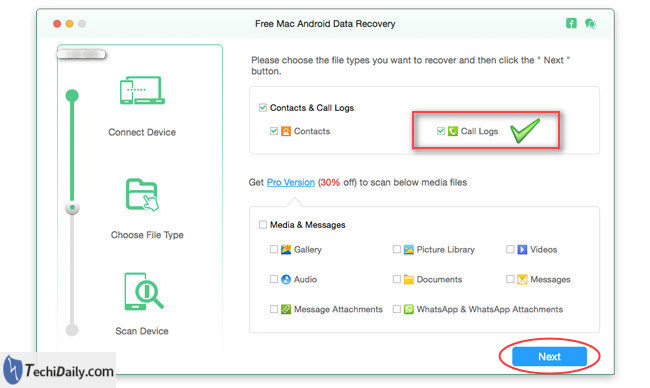 Free Mac Android Data Recovery
Please choose the file types you want to recover and then click the " Next "
button.
Contacts & Call Logs
Contacts
Call Logs
Connect Device
Get Pro Version (30% off) to scan below media files
Choose File Type
Media & Messages
Gallery
Picture Library
Videos
Audio
Documents
Messages
Message Attachments
WhatsApp & WhatsApp Attachments
Scan Device
Next
TechiDaily.com